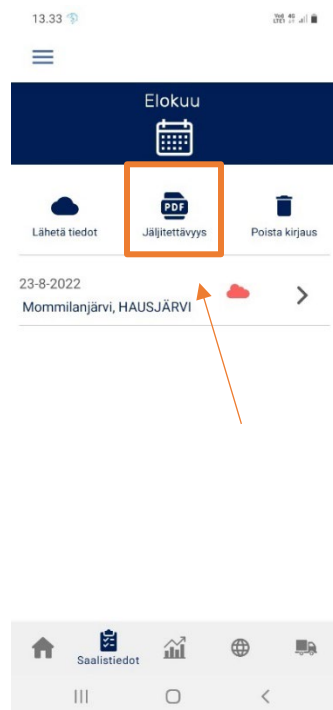 13.33
Elokuu
PDF
Lähetä tiedot
Jäljitettävyys
Poista kirjaus
23-8-2022
Mommilanjärvi, HAUSJÄRVI
Saalistiedot